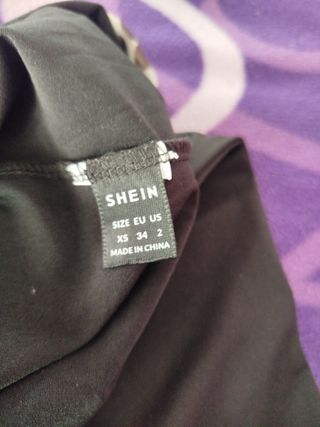 SHEIN
SIZE EU US
XS 34 2
MADE IN CHINA